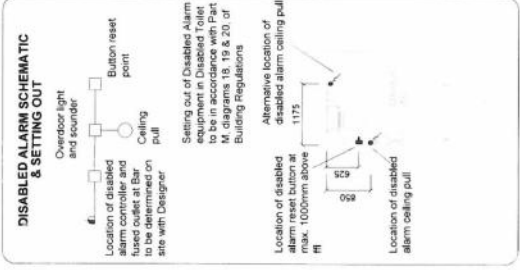 DISABLED ALARM SCHEMATIC
& SETTING OUT
Overdoor light
and sounder
Button reset
point
Ceiling
pull
Location of disabled
alarm controller and
fused outlet at Bar
to be determined on
site with Designer
Setting out of Disabled Alarm
equipment in Disabled Toilet
to be in accordance with Part
M, diagrams 18, 19 & 20, of
Building Regulations
Location of disabled
alarm reset button at
max. 1000mm above
ffl
Alternative location of
disabled alarm ceiling pull
1175
625
850
Location of disabled
alarm ceiling pull